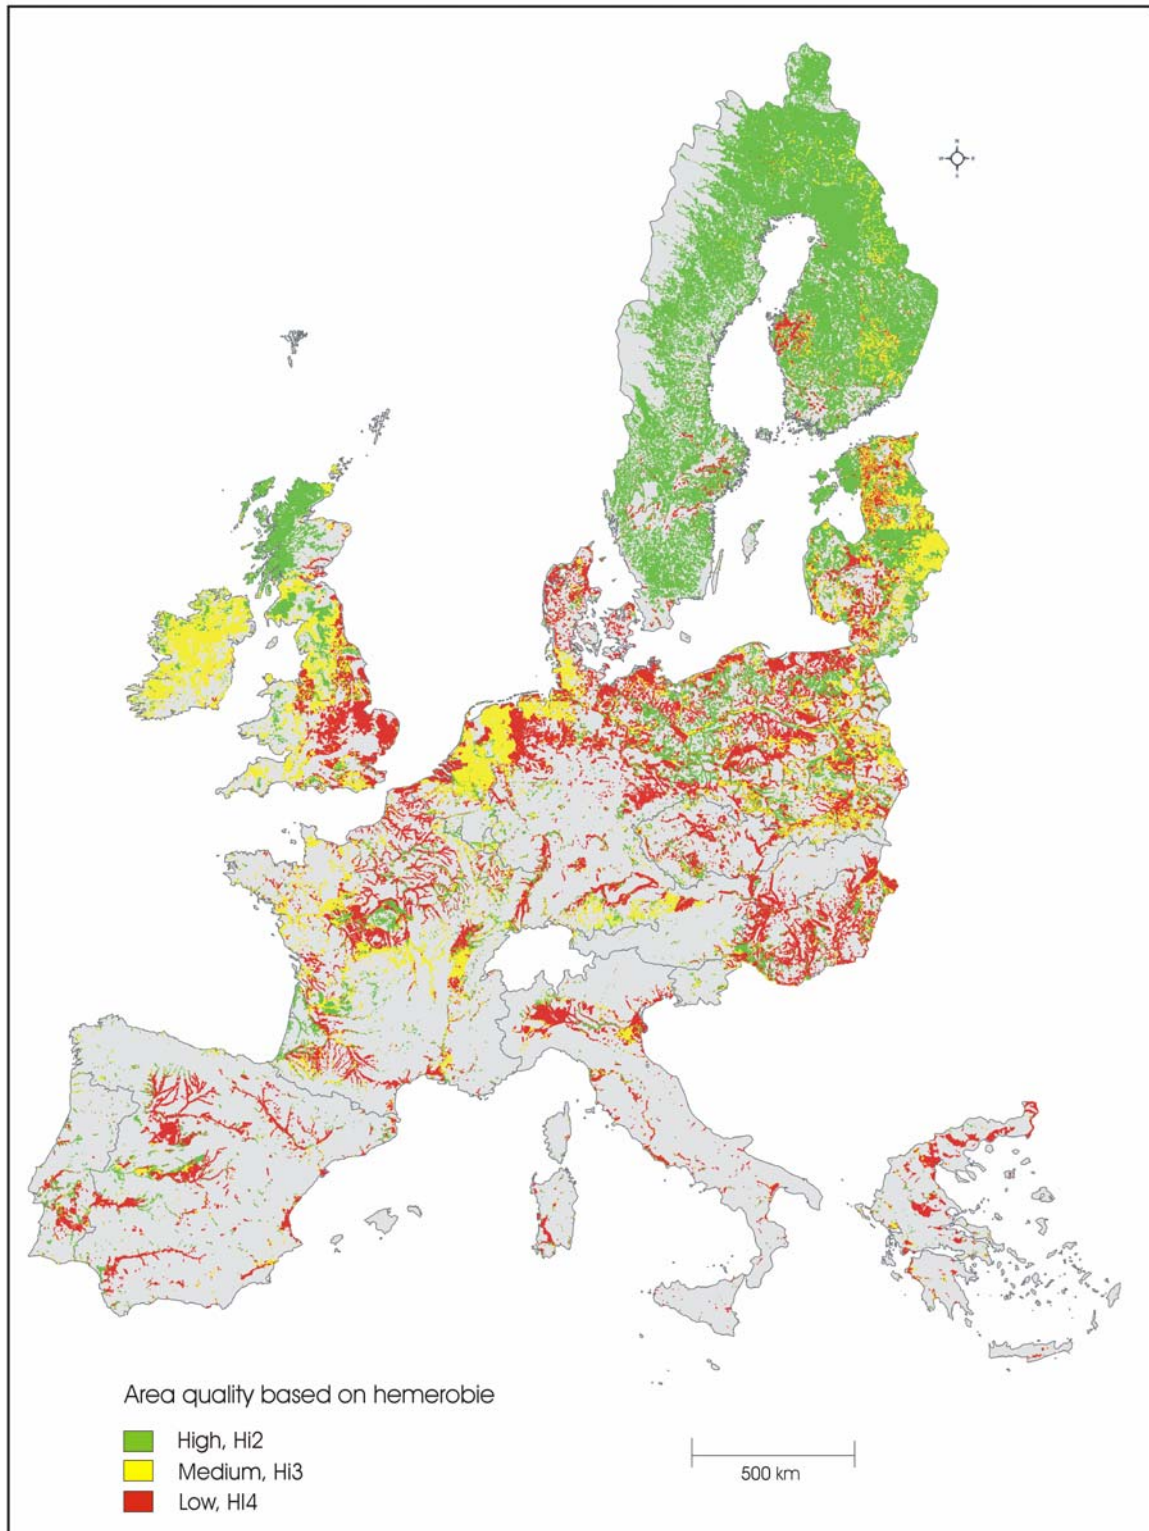 Area quality based on hemerobie
High, Hi2
Medium, Hi3
Low, HI4
500 km